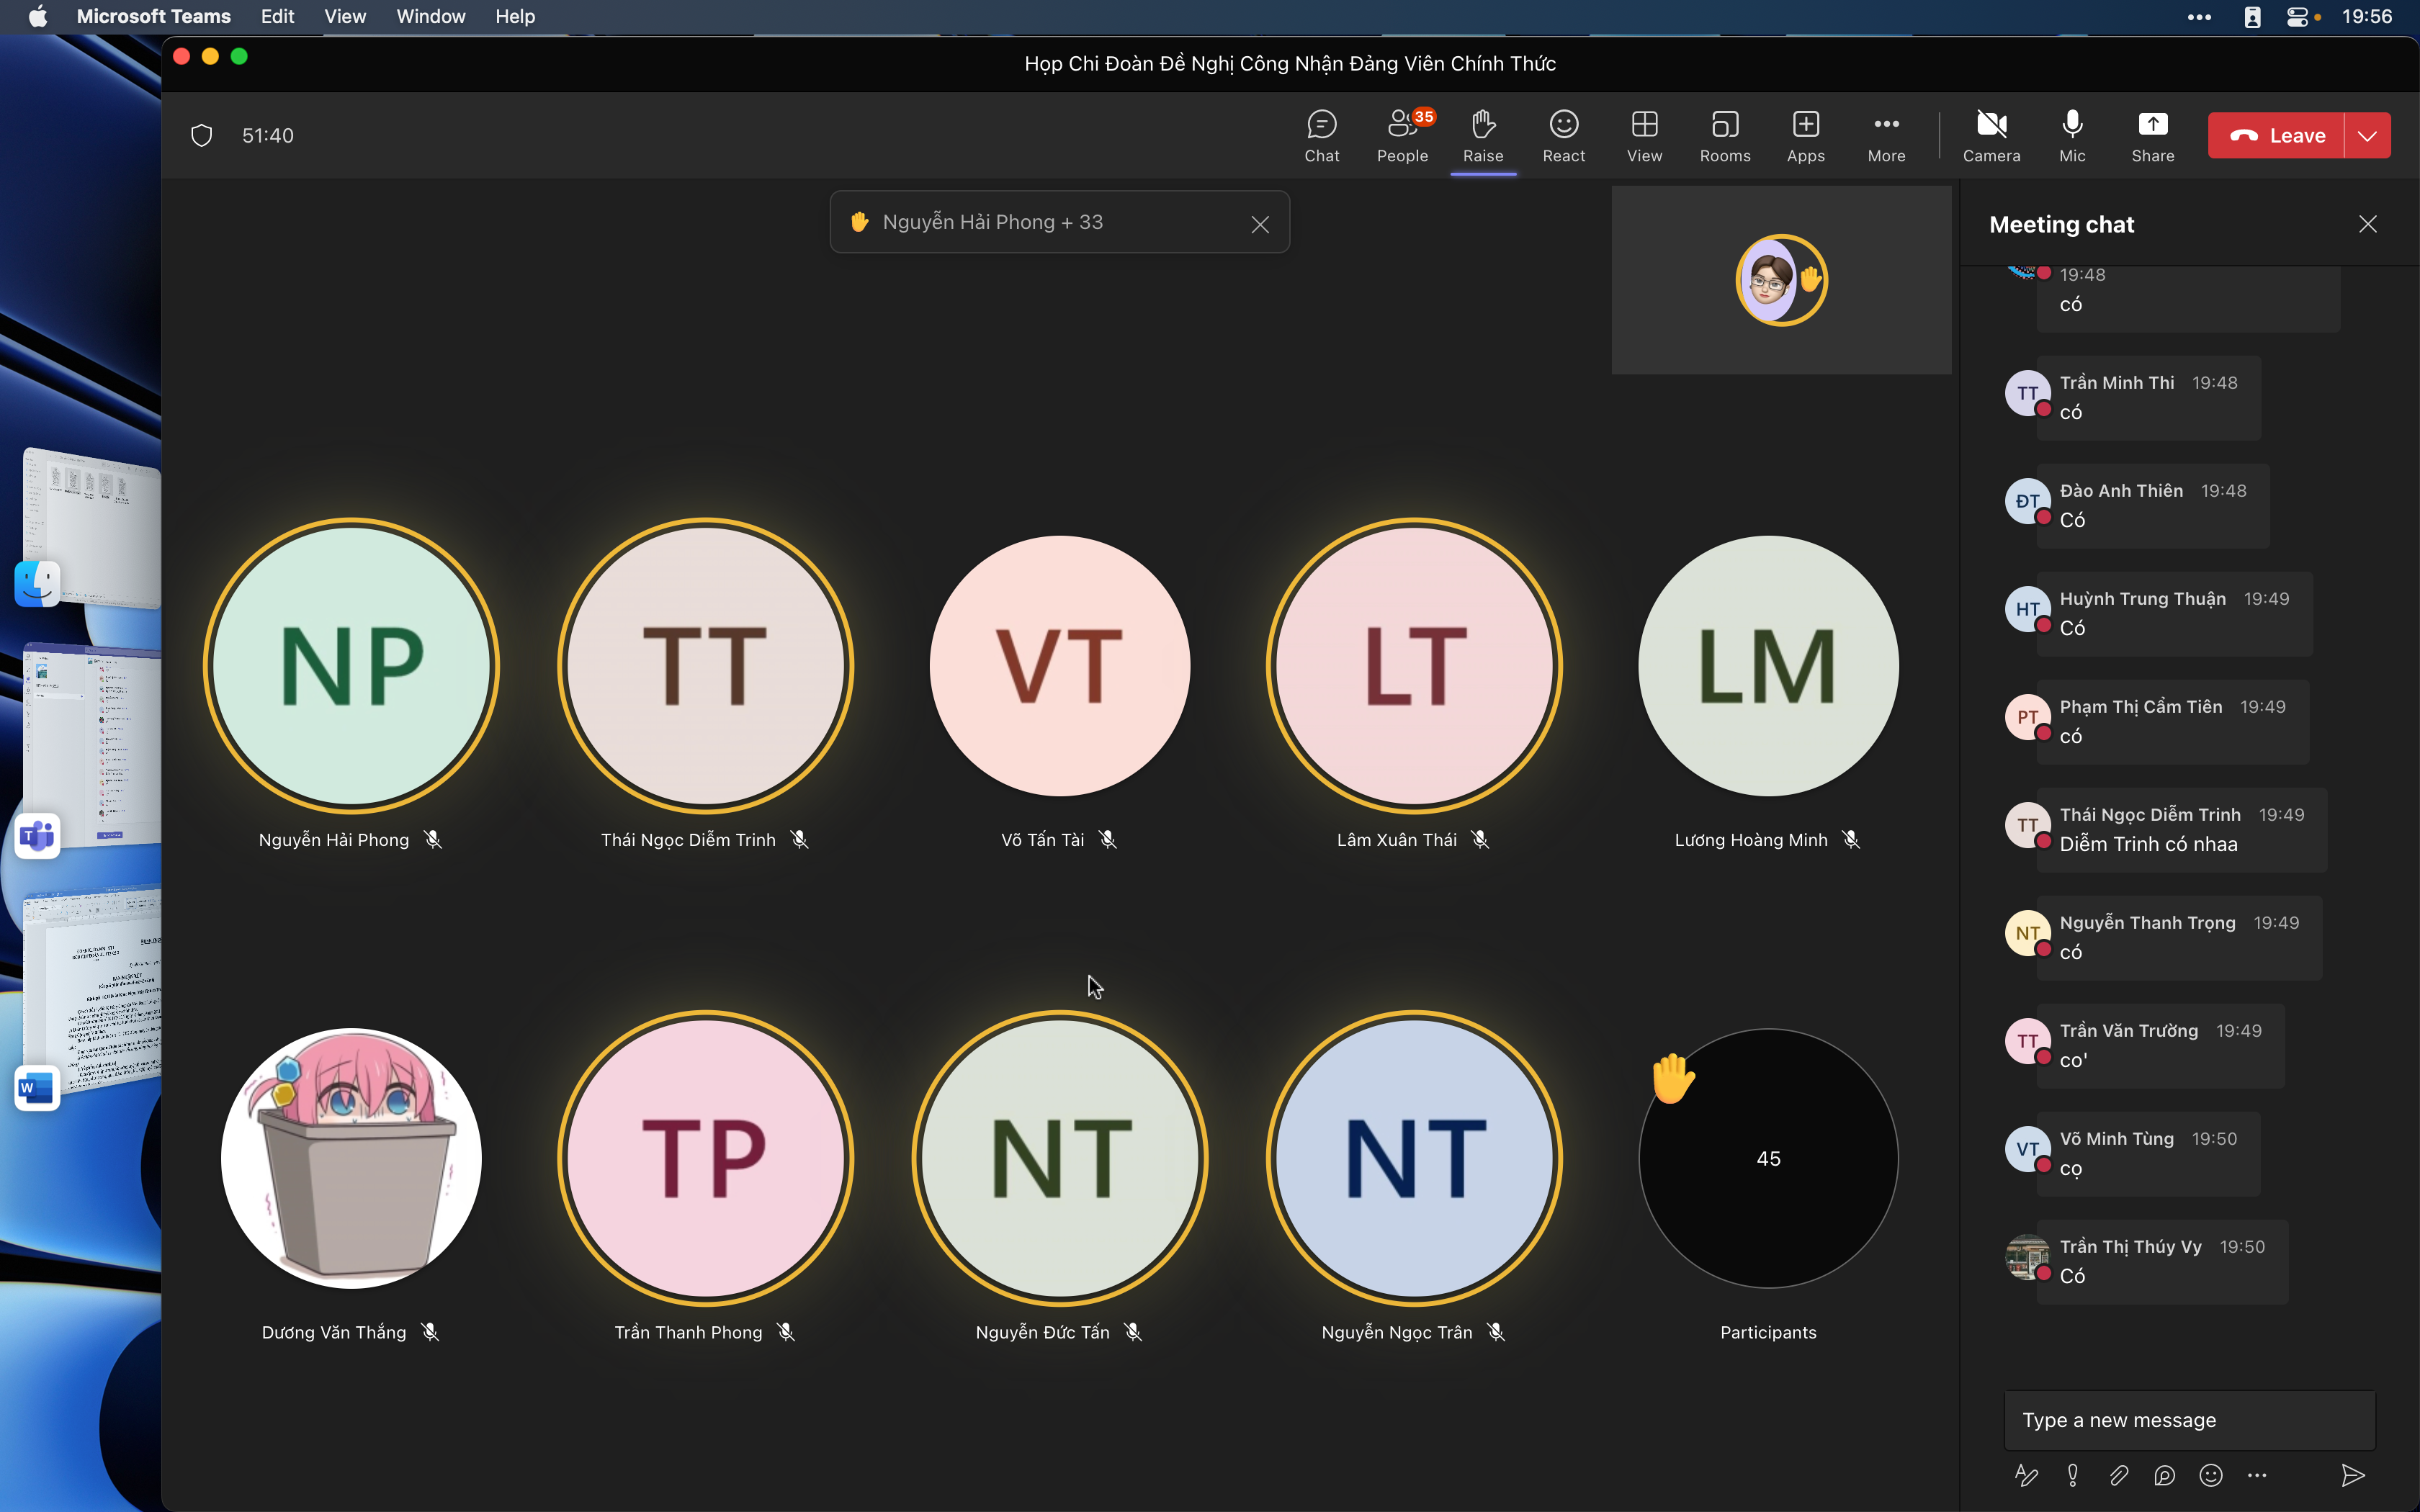 Microsoft Teams Edit View Window Help 19:56
Họp Chi Đoàn Đề Nghị Công Nhận Đảng Viên Chính Thức
51:40
35
Chat People Raise React View Rooms Apps More Camera Mic Share Leave
Nguyễn Hải Phong + 33
NP TT VT LT LM
Nguyễn Hải Phong Thái Ngọc Diễm Trinh Võ Tấn Tài Lâm Xuân Thái Lương Hoàng Minh
TP NT NT 45
Dương Văn Thắng Trần Thanh Phong Nguyễn Đức Tấn Nguyễn Ngọc Trân Participants
Meeting chat
19:48
có
TT Trần Minh Thi 19:48
có
ĐT Đào Anh Thiên 19:48
Có
HT Huỳnh Trung Thuận 19:49
Có
PT Phạm Thị Cẩm Tiên 19:49
có
TT Thái Ngọc Diễm Trinh 19:49
Diễm Trinh có nhaa
NT Nguyễn Thanh Trọng 19:49
có
TT Trần Văn Trường 19:49
co'
VT Võ Minh Tùng 19:50
cọ
Trần Thị Thúy Vy 19:50
Có
Type a new message